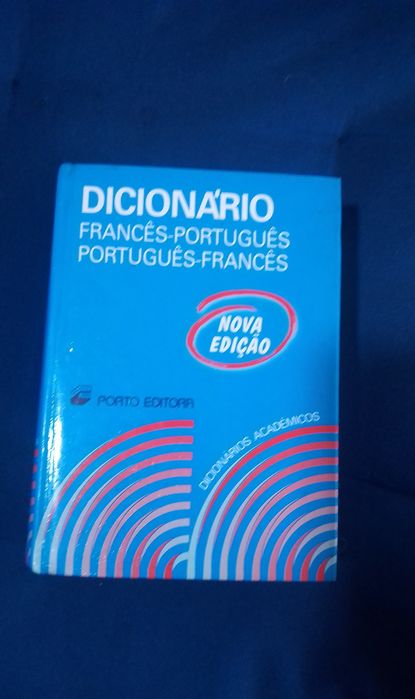 DICIONÁRIO
FRANCÊS-PORTUGUÊS
PORTUGUÊS-FRANCÊS
NOVA
EDIÇÃO
PORTO EDITORA
DICIONÁRIOS ACADÉMICOS